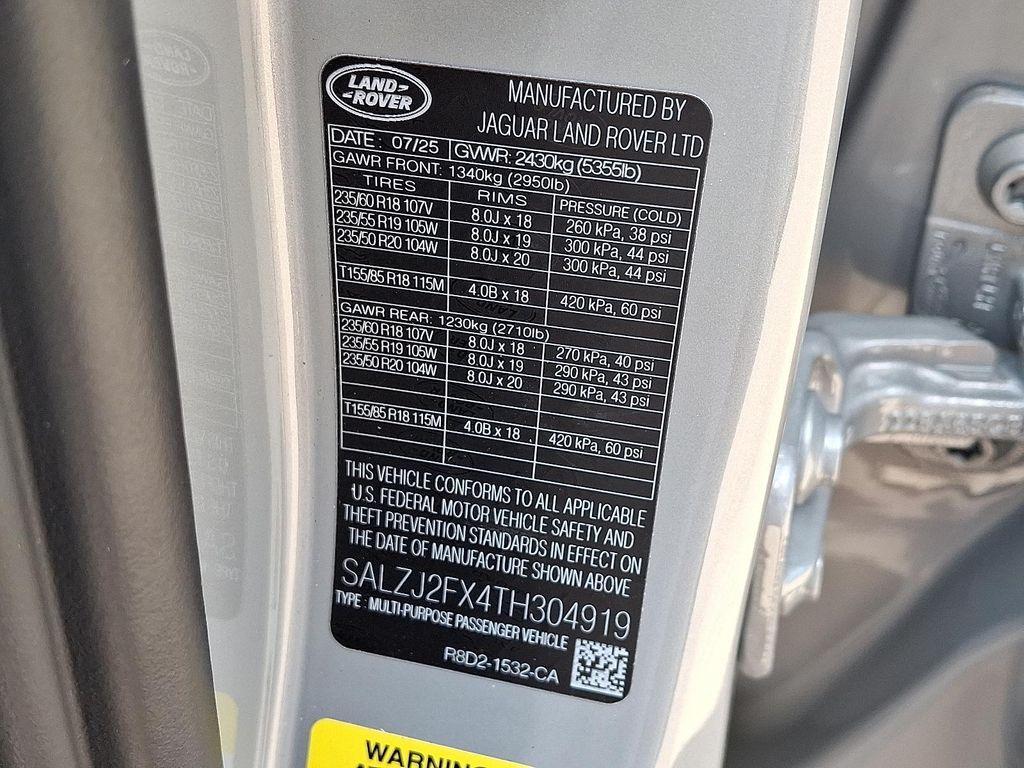 LAND-
-ROVER
MANUFACTURED BY
JAGUAR LAND ROVER LTD
DATE: 07/25 GVWR: 2430kg (5355lb)
GAWR FRONT: 1340kg (2950lb)
TIRES RIMS PRESSURE (COLD)
235/60 R18 107V 8.0J x 18 260 kPa, 38 psi
235/55 R19 105W 8.0J x 19 300 kPa, 44 psi
235/50 R20 104W 8.0J x 20 300 kPa, 44 psi
T155/85 R18 115M 4.0B x 18 420 kPa, 60 psi
GAWR REAR: 1230kg (2710lb)
235/60 R18 107V 8.0J x 18 270 kPa, 40 psi
235/55 R19 105W 8.0J x 19 290 kPa, 43 psi
235/50 R20 104W 8.0J x 20 290 kPa, 43 psi
T155/85 R18 115M 4.0B x 18 420 kPa, 60 psi
THIS VEHICLE CONFORMS TO ALL APPLICABLE
U.S. FEDERAL MOTOR VEHICLE SAFETY AND
THEFT PREVENTION STANDARDS IN EFFECT ON
THE DATE OF MANUFACTURE SHOWN ABOVE
SALZJ2FX4TH304919
TYPE: MULTI-PURPOSE PASSENGER VEHICLE
R8D2-1532-CA
WARNING